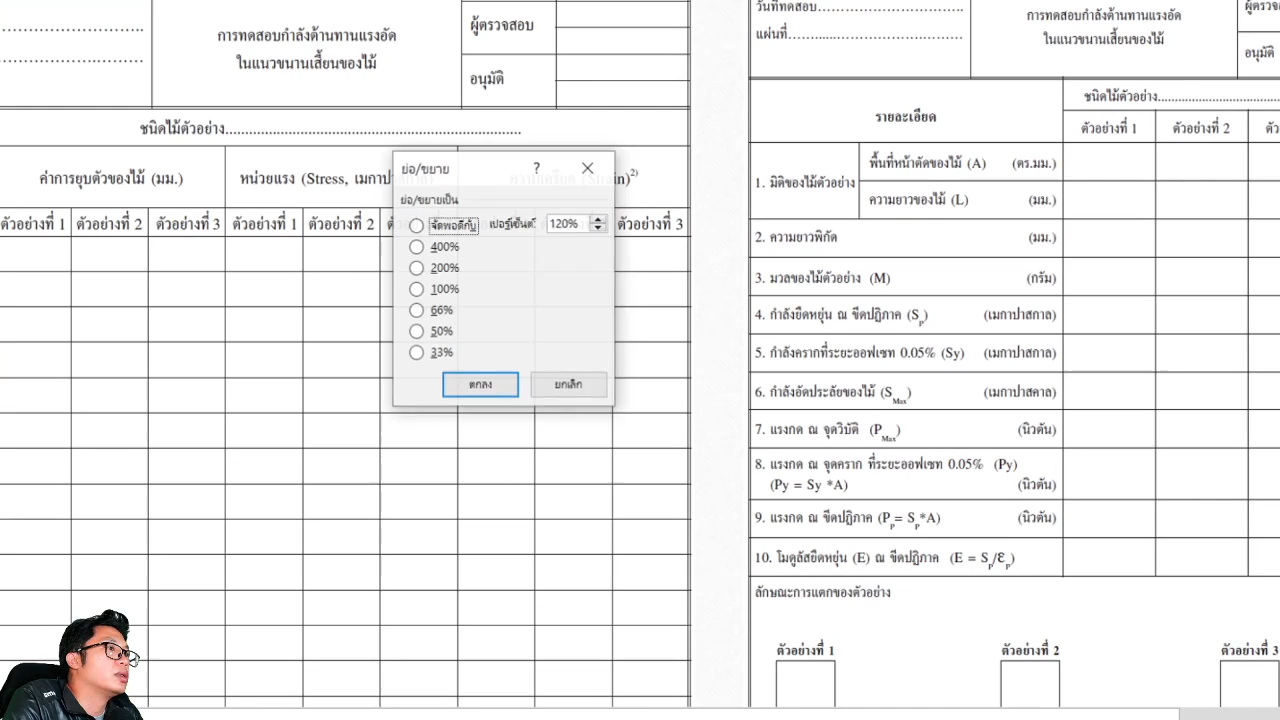 การทดสอบกำลังต้านทานแรงอัด
ในแนวขนานเสี้ยนของไม้
ผู้ตรวจสอบ
อนุมัติ
ชนิดไม้ตัวอย่าง............................................................................
ค่าการยุบตัวของไม้ (มม.)
หน่วยแรง (Stress, เมกาปา
2)
ตัวอย่างที่ 1
ตัวอย่างที่ 2
ตัวอย่างที่ 3
ตัวอย่างที่ 1
ตัวอย่างที่ 2
ตัวอย่างที่ 3
ย่อ/ขยาย
?
ย่อ/ขยายเป็น
จัดพอดีกับ
เปอร์เซ็นต์:
120%
400%
200%
100%
66%
50%
33%
ตกลง
ยกเลิก
วันที่ทดสอบ....................................
แผ่นที่..............................................
การทดสอบกำลังต้านทานแรงอัด
ในแนวขนานเสี้ยนของไม้
ผู้ตร
อนุมัติ
รายละเอียด
ชนิดไม้ตัวอย่าง....................................
ตัวอย่างที่ 1
ตัวอย่างที่ 2
ตัว
1. มิติของไม้ตัวอย่าง
พื้นที่หน้าตัดของไม้ (A) (ตร.มม.)
ความยาวของไม้ (L) (มม.)
2. ความยาวพิกัด (มม.)
3. มวลของไม้ตัวอย่าง (M) (กรัม)
4. กำลังยืดหยุ่น ณ ขีดปฏิภาค (Sp) (เมกาปาสกาล)
5. กำลังครากที่ระยะออฟเซท 0.05% (Sy) (เมกาปาสกาล)
6. กำลังอัดประลัยของไม้ (SMax) (เมกาปาสคาล)
7. แรงกด ณ จุดวิบัติ (PMax) (นิวตัน)
8. แรงกด ณ จุดคราก ที่ระยะออฟเซท 0.05% (Py)
(Py = Sy *A) (นิวตัน)
9. แรงกด ณ ขีดปฏิภาค (Pp= Sp*A) (นิวตัน)
10. โมดูลัสยืดหยุ่น (E) ณ ขีดปฏิภาค (E = Sp/Ɛp)
ลักษณะการแตกของตัวอย่าง
ตัวอย่างที่ 1
ตัวอย่างที่ 2
ตัวอย่างที่ 3